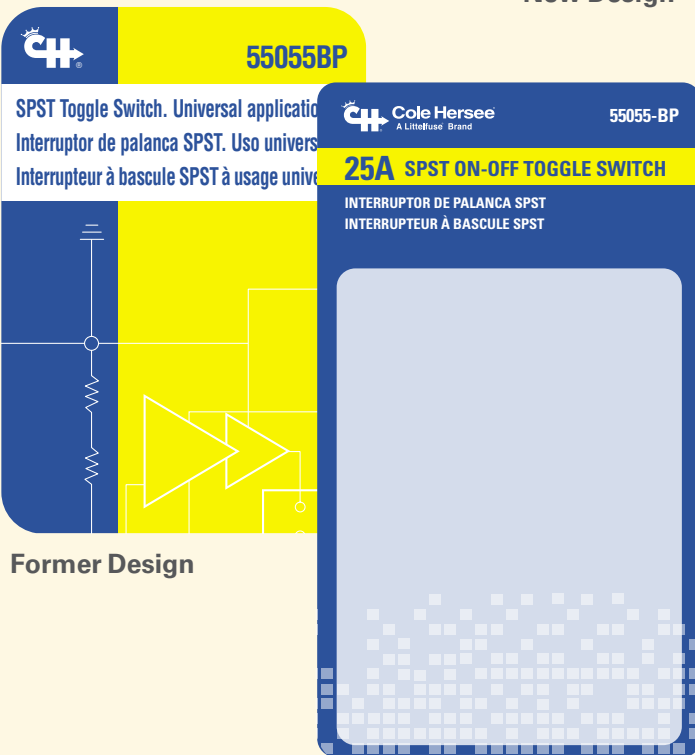 New Design
CH
®
55055BP
SPST Toggle Switch. Universal applicatio
Interruptor de palanca SPST. Uso univers
Interrupteur à bascule SPST à usage unive
Former Design
CH Cole Hersee
A Littelfuse Brand
55055-BP
25A SPST ON-OFF TOGGLE SWITCH
INTERRUPTOR DE PALANCA SPST
INTERRUPTEUR À BASCULE SPST